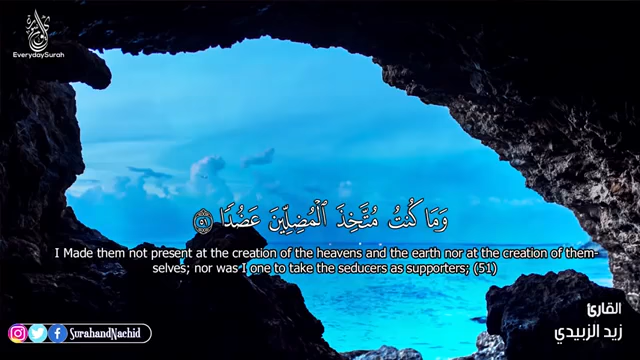 EverydaySurah
وَمَا كُنتُ مُتَّخِذَ ٱلْمُضِلِّينَ عَضُدًا ٥١
I Made them not present at the creation of the heavens and the earth nor at the creation of them-
selves; nor was I one to take the seducers as supporters; (51)
القارئ
زيد الزبيدي
SurahandNachid